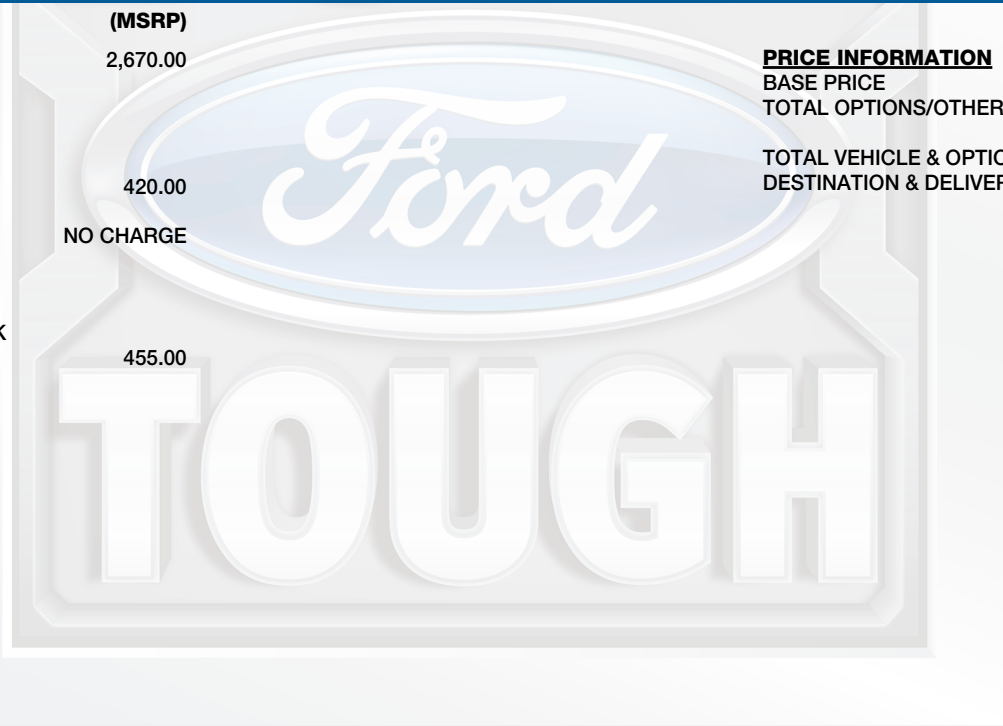 (MSRP)
2,670.00
420.00
NO CHARGE
K
455.00
PRICE INFORMATION
BASE PRICE
TOTAL OPTIONS/OTHER
TOTAL VEHICLE & OPTIO
DESTINATION & DELIVER
Ford
TOUGH